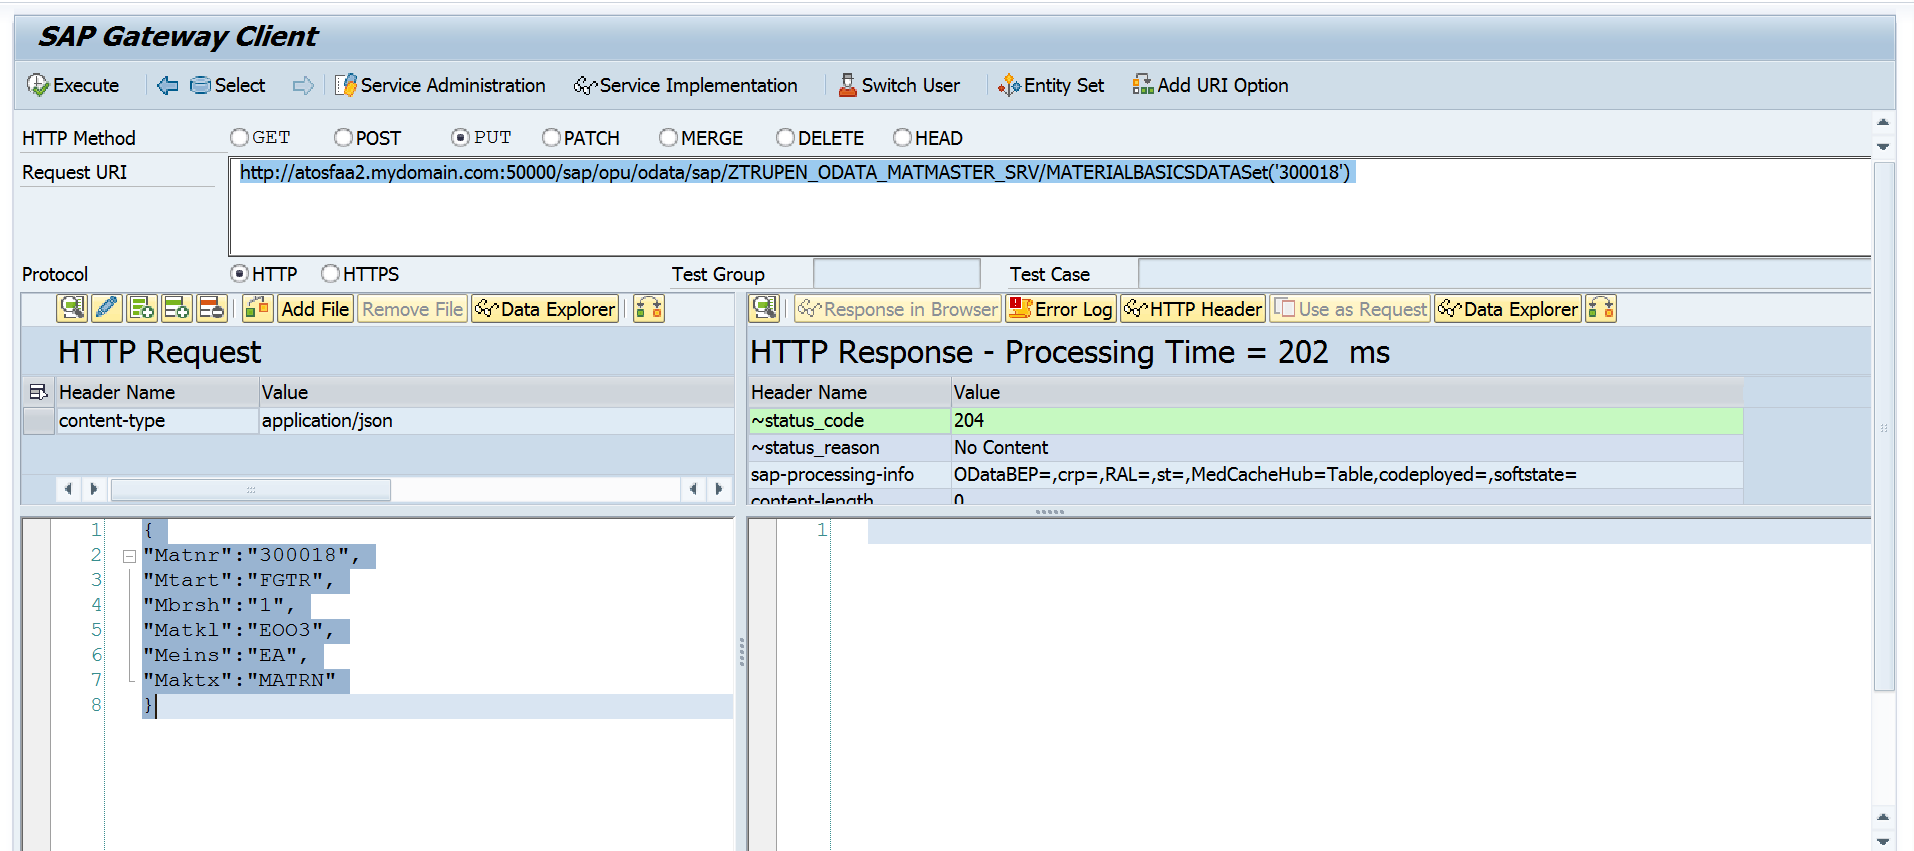 SAP Gateway Client
Execute Select Service Administration Service Implementation Switch User Entity Set Add URI Option
HTTP Method GET POST PUT PATCH MERGE DELETE HEAD
Request URI http://atosfaa2.mydomain.com:50000/sap/opu/odata/sap/ZTRUPEN_ODATA_MATMASTER_SRV/MATERIALBASICSDATASet('300018')
Protocol HTTP HTTPS Test Group Test Case
Add File Remove File Data Explorer
Response in Browser Error Log HTTP Header Use as Request Data Explorer
HTTP Request
Header Name Value
content-type application/json
HTTP Response - Processing Time = 202 ms
Header Name Value
~status_code 204
~status_reason No Content
sap-processing-info ODataBEP=,crp=,RAL=,st=,MedCacheHub=Table,codeployed=,softstate=
content-length 0
1 {
2 "Matnr":"300018",
3 "Mtart":"FGTR",
4 "Mbrsh":"1",
5 "Matkl":"EOO3",
6 "Meins":"EA",
7 "Maktx":"MATRN"
8 }
1